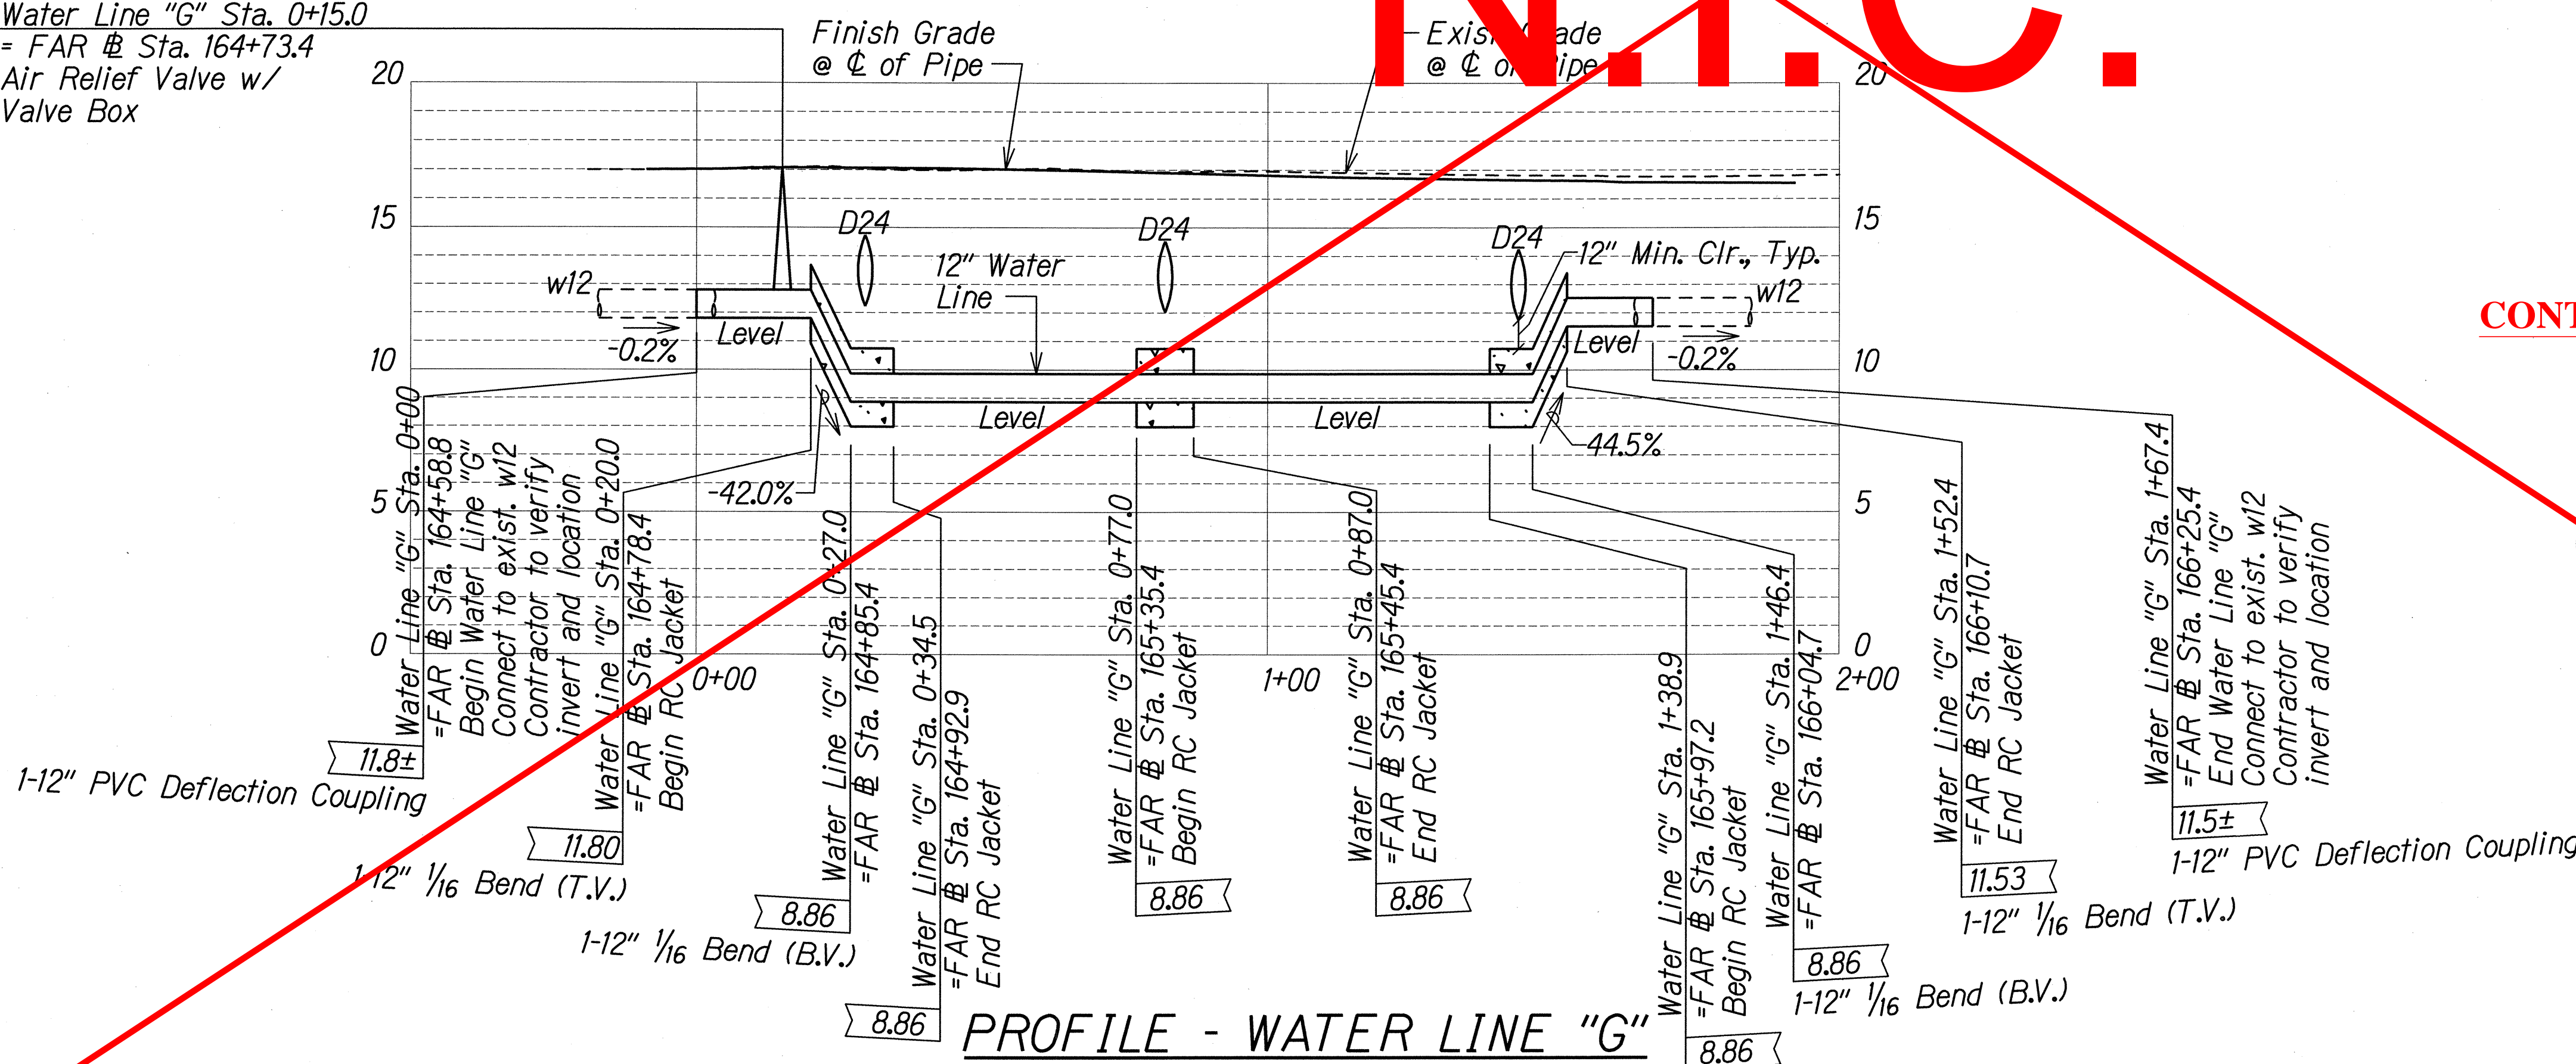 Water Line "G" Sta. 0+15.0
= FAR ⅊ Sta. 164+73.4
Air Relief Valve w/
Valve Box
Finish Grade
@ ℄ of Pipe
N.I.C.
@ ℄ of Pipe
20
20
15
15
10
10
5
5
0
0
0+00
1+00
2+00
D24
D24
D24
12" Min. Clr., Typ.
12" Water
Line
w12
w12
-0.2%
Level
Level
Level
Level
-0.2%
-42.0%
44.5%
CONT
Water Line "G" Sta. 0+00
=FAR ⅊ Sta. 164+58.8
Begin Water Line "G"
Connect to exist. w12
Contractor to verify
invert and location
11.8±
1-12" PVC Deflection Coupling
Water Line "G" Sta. 0+20.0
=FAR ⅊ Sta. 164+78.4
Begin RC Jacket
11.80
1-12" 1/16 Bend (T.V.)
Water Line "G" Sta. 0+27.0
=FAR ⅊ Sta. 164+85.4
8.86
1-12" 1/16 Bend (B.V.)
Water Line "G" Sta. 0+34.5
=FAR ⅊ Sta. 164+92.9
End RC Jacket
8.86
Water Line "G" Sta. 0+77.0
=FAR ⅊ Sta. 165+35.4
Begin RC Jacket
8.86
Water Line "G" Sta. 0+87.0
=FAR ⅊ Sta. 165+45.4
End RC Jacket
8.86
Water Line "G" Sta. 1+38.9
=FAR ⅊ Sta. 165+97.2
Begin RC Jacket
8.86
Water Line "G" Sta. 1+46.4
=FAR ⅊ Sta. 166+04.7
8.86
1-12" 1/16 Bend (B.V.)
Water Line "G" Sta. 1+52.4
=FAR ⅊ Sta. 166+10.7
End RC Jacket
11.53
1-12" 1/16 Bend (T.V.)
Water Line "G" Sta. 1+67.4
=FAR ⅊ Sta. 166+25.4
End Water Line "G"
Connect to exist. w12
Contractor to verify
invert and location
11.5±
1-12" PVC Deflection Coupling
PROFILE - WATER LINE "G"